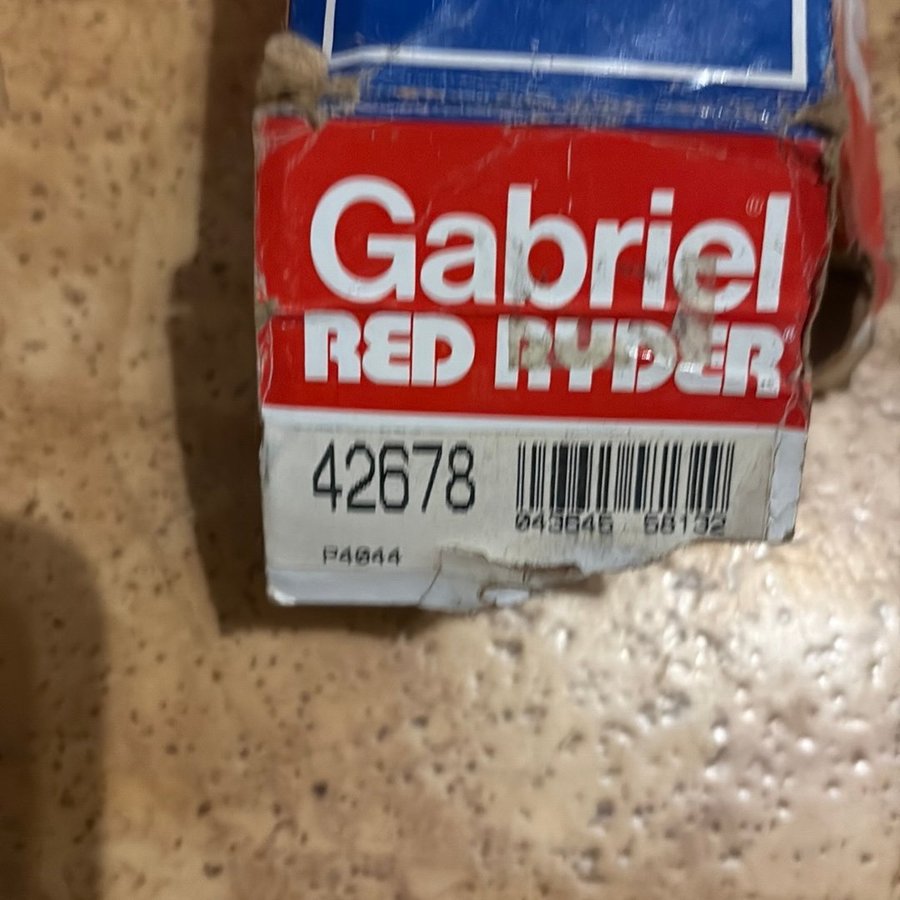 Gabriel®
RED RYDER®
42678
043645 58132
P4044